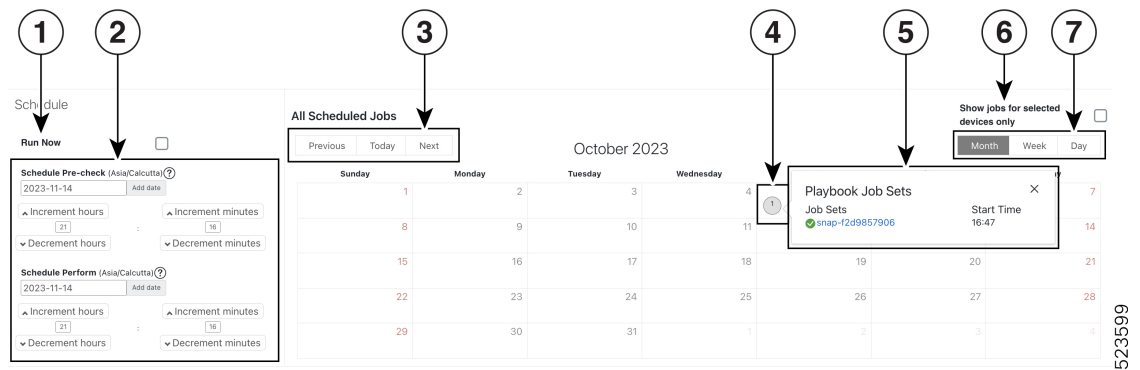 1 2 3 4 5 6 7
Schedule
Run Now
Schedule Pre-check (Asia/Calcutta) ?
2023-11-14 Add date
Increment hours Increment minutes
21 : 16
Decrement hours Decrement minutes
Schedule Perform (Asia/Calcutta) ?
2023-11-14 Add date
Increment hours Increment minutes
21 : 16
Decrement hours Decrement minutes
All Scheduled Jobs
Show jobs for selected
devices only
Previous Today Next
October 2023
Month Week Day
Sunday Monday Tuesday Wednesday
1 2 3 4 7
1
Playbook Job Sets ×
Job Sets Start Time
snap-f2d9857906 16:47
8 9 10 11 14
15 16 17 18 19 20 21
22 23 24 25 26 27 28
29 30 31 1 2 3 4
523599